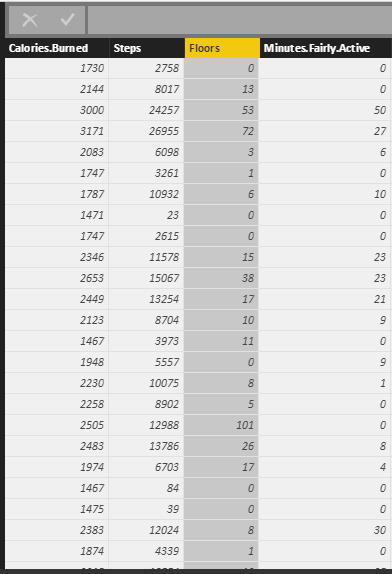 Calories.Burned Steps Floors Minutes.Fairly.Active
1730 2758 0 0
2144 8017 13 0
3000 24257 53 50
3171 26955 72 27
2083 6098 3 6
1747 3261 1 0
1787 10932 6 10
1471 23 0 0
1747 2615 0 0
2346 11578 15 23
2653 15067 38 23
2449 13254 17 21
2123 8704 10 9
1467 3973 11 0
1948 5557 0 9
2230 10075 8 1
2258 8902 5 0
2505 12988 101 0
2483 13786 26 8
1974 6703 17 4
1467 84 0 0
1475 39 0 0
2383 12024 8 30
1874 4339 1 0